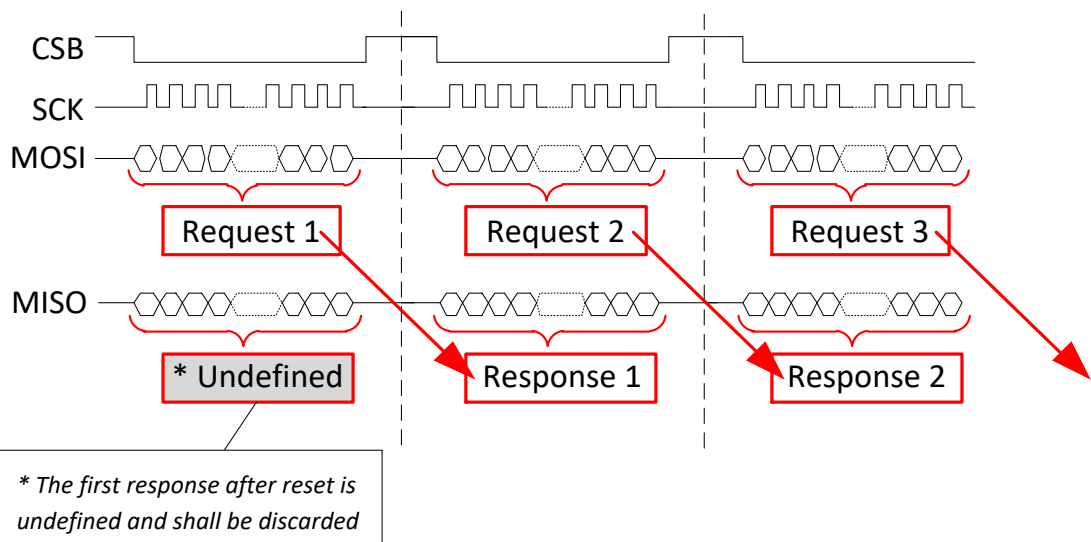 CSB
SCK
MOSI
Request 1
Request 2
Request 3
MISO
* Undefined
Response 1
Response 2
* The first response after reset is
undefined and shall be discarded